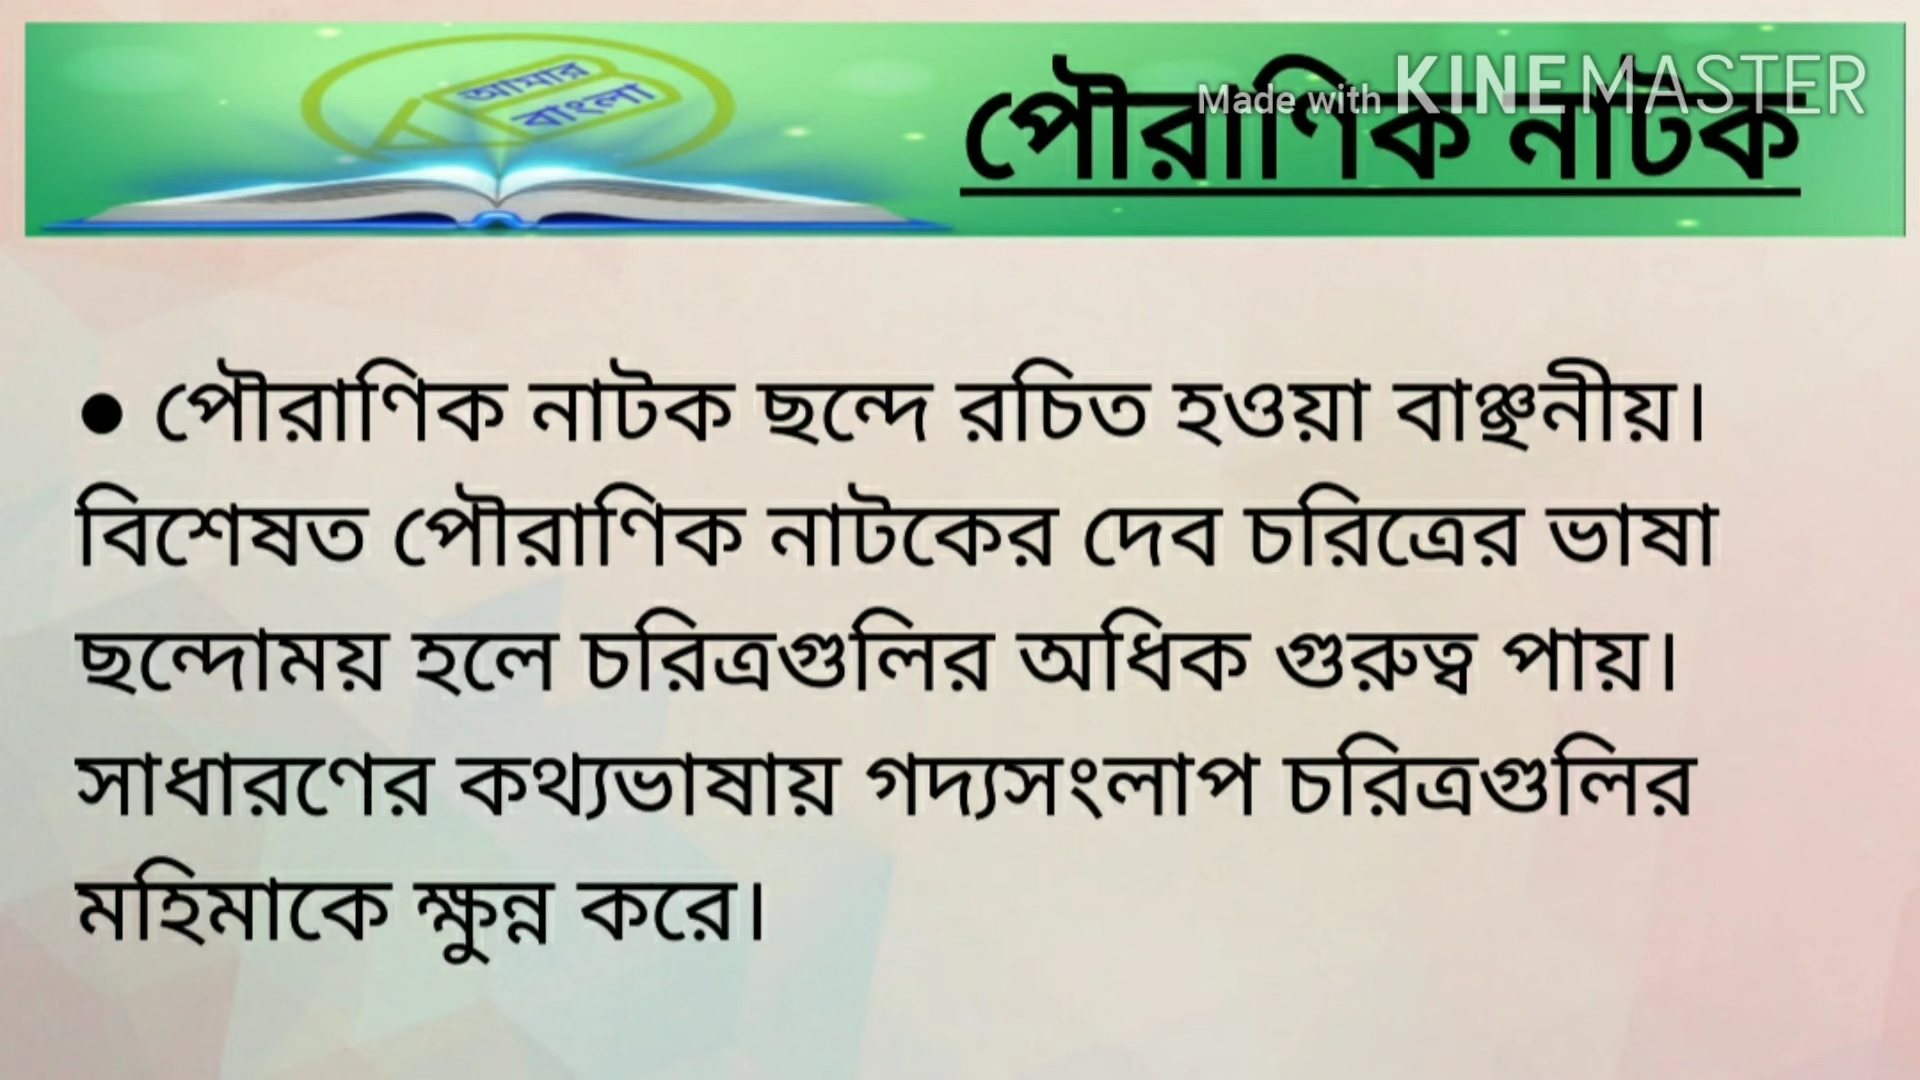 আমার
বাংলা
Made with KINEMASTER
পৌরাণিক নাটক
● পৌরাণিক নাটক ছন্দে রচিত হওয়া বাঞ্ছনীয়।
বিশেষত পৌরাণিক নাটকের দেব চরিত্রের ভাষা
ছন্দোময় হলে চরিত্রগুলির অধিক গুরুত্ব পায়।
সাধারণের কথ্যভাষায় গদ্যসংলাপ চরিত্রগুলির
মহিমাকে ক্ষুন্ন করে।